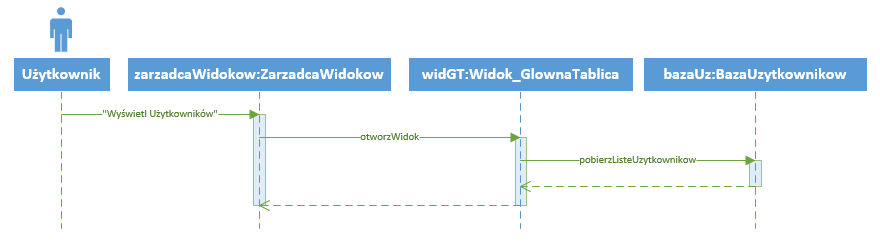 Użytkownik
zarzadcaWidokow:ZarzadcaWidokow
widGT:Widok_GlownaTablica
bazaUz:BazaUzytkownikow
"Wyświetl Użytkowników"
otworzWidok
pobierzListeUzytkownikow